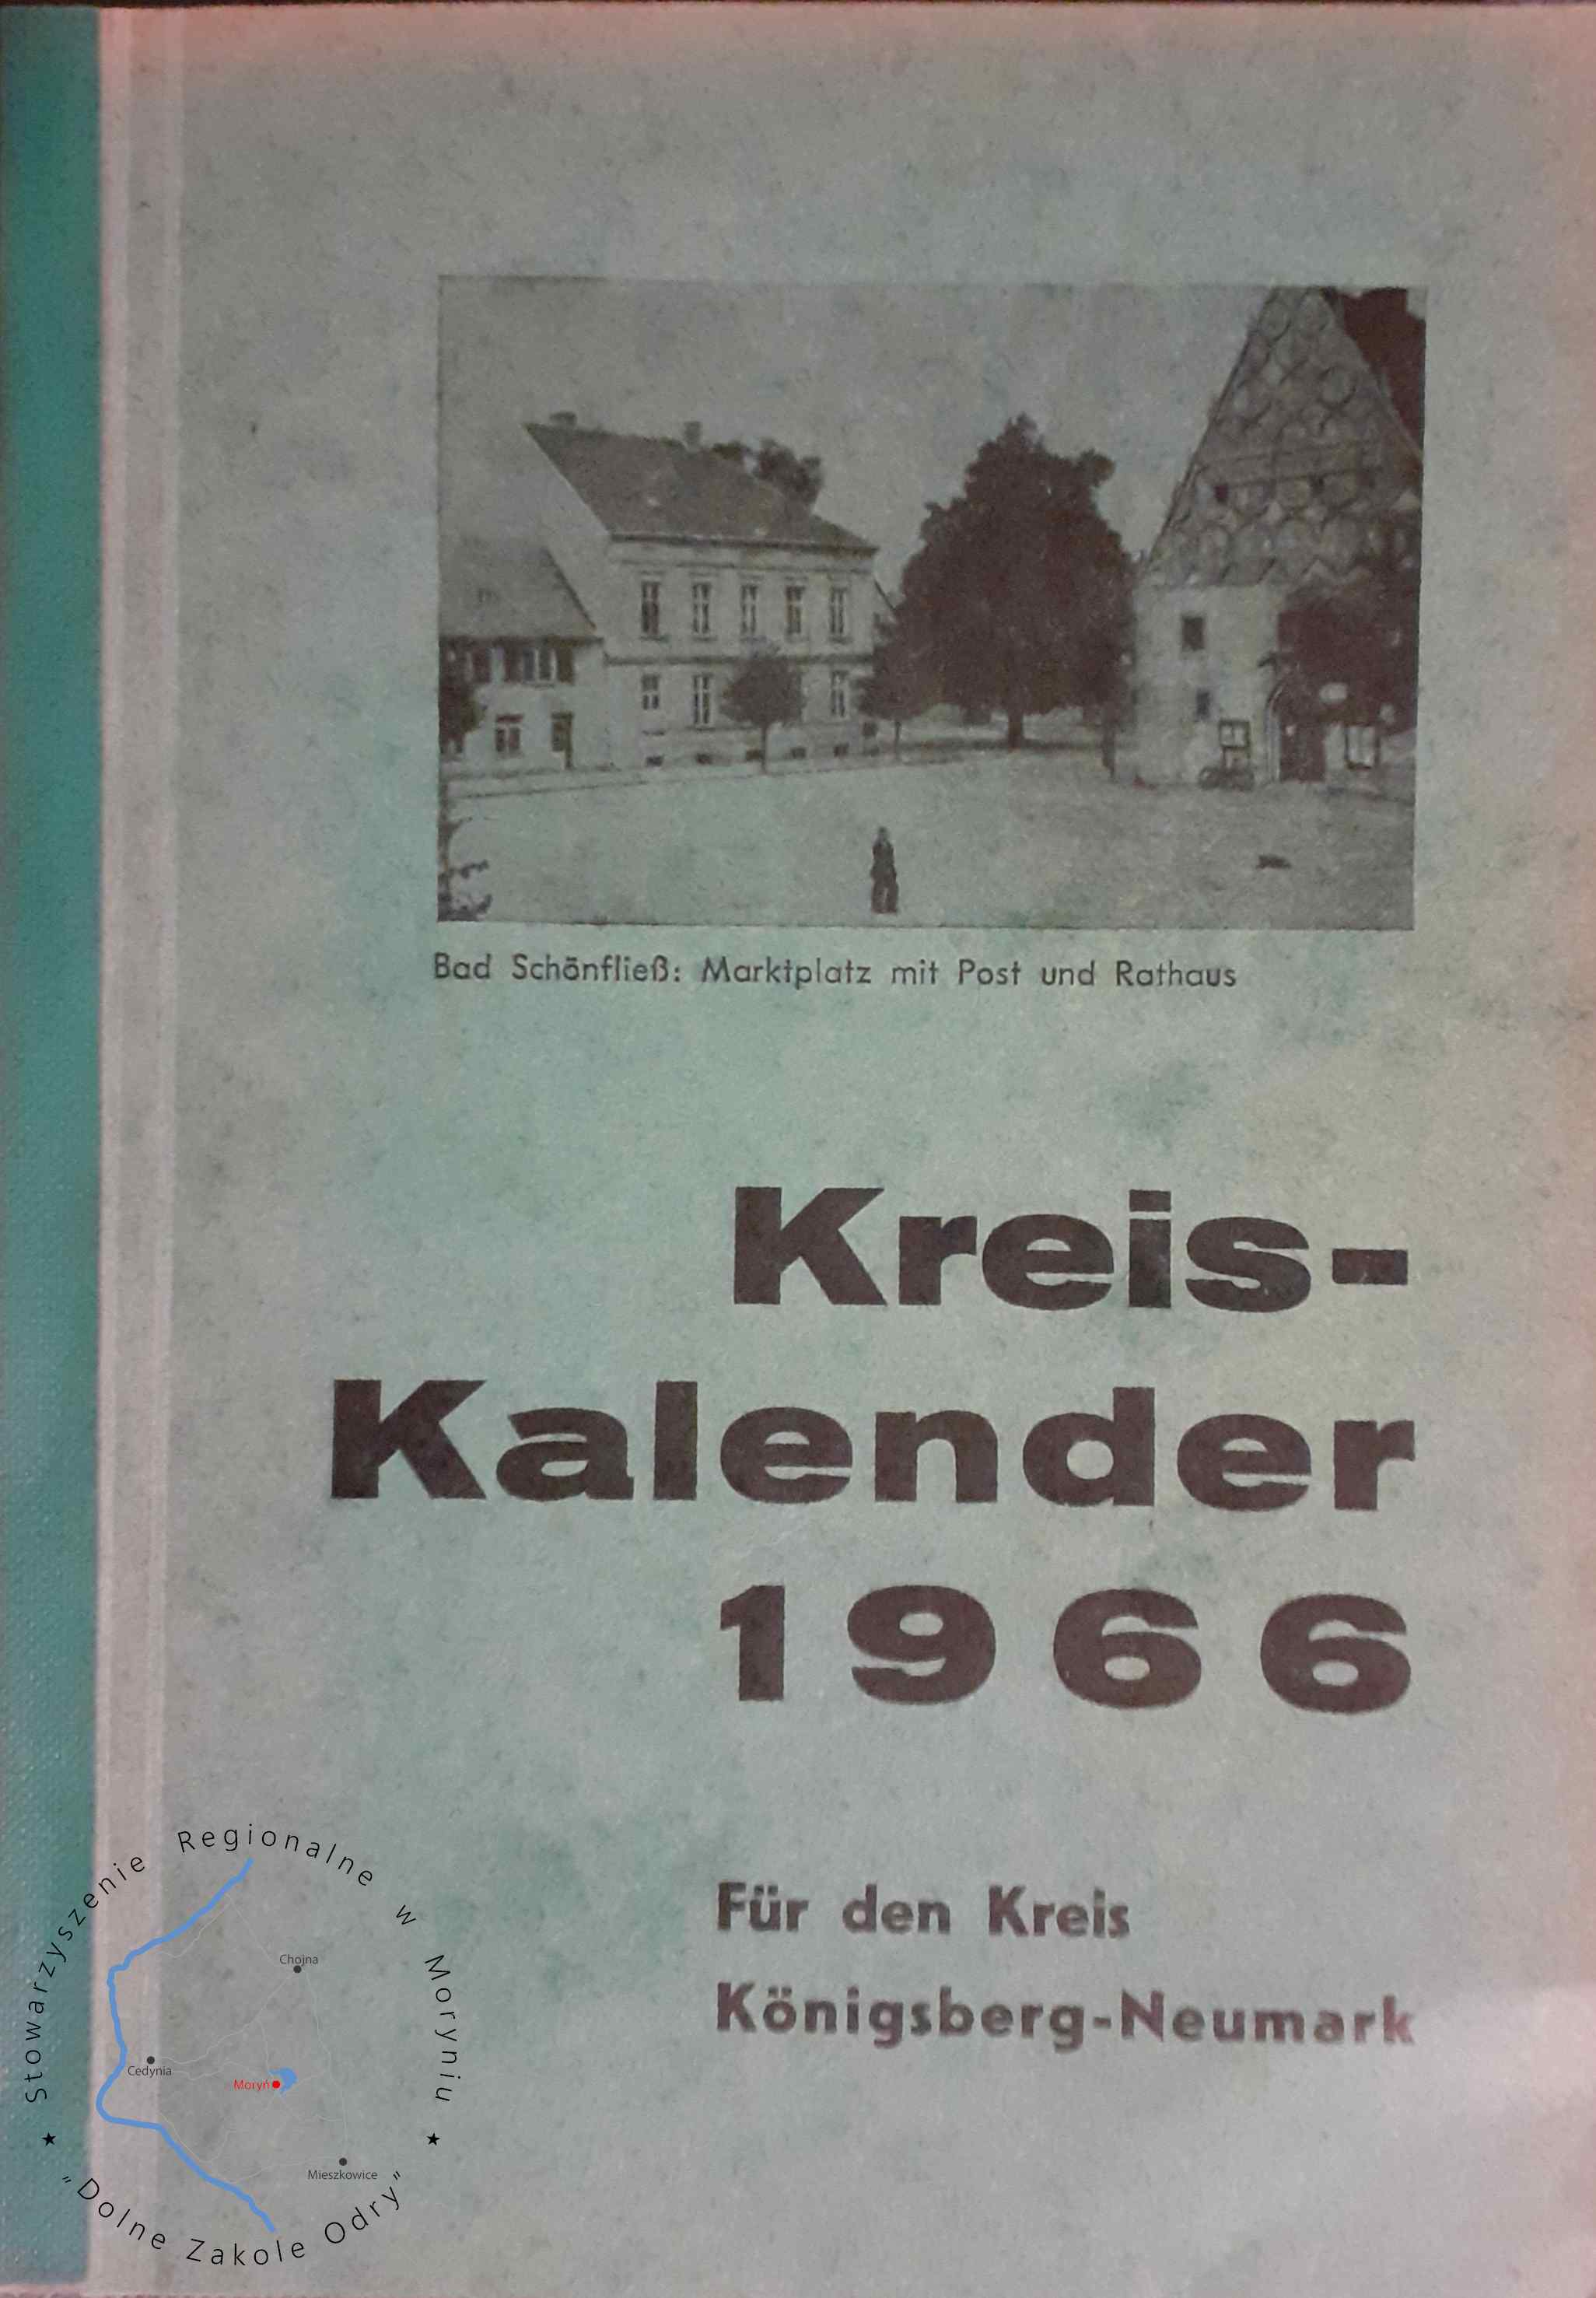 Bad Schönfließ: Marktplatz mit Post und Rathaus
Kreis-
Kalender
1966
Für den Kreis
Königsberg-Neumark
Stowarzyszenie Regionalne w Moryniu
Chojna
Cedynia
Moryń
Mieszkowice
★ „Dolne Zakole Odry" ★